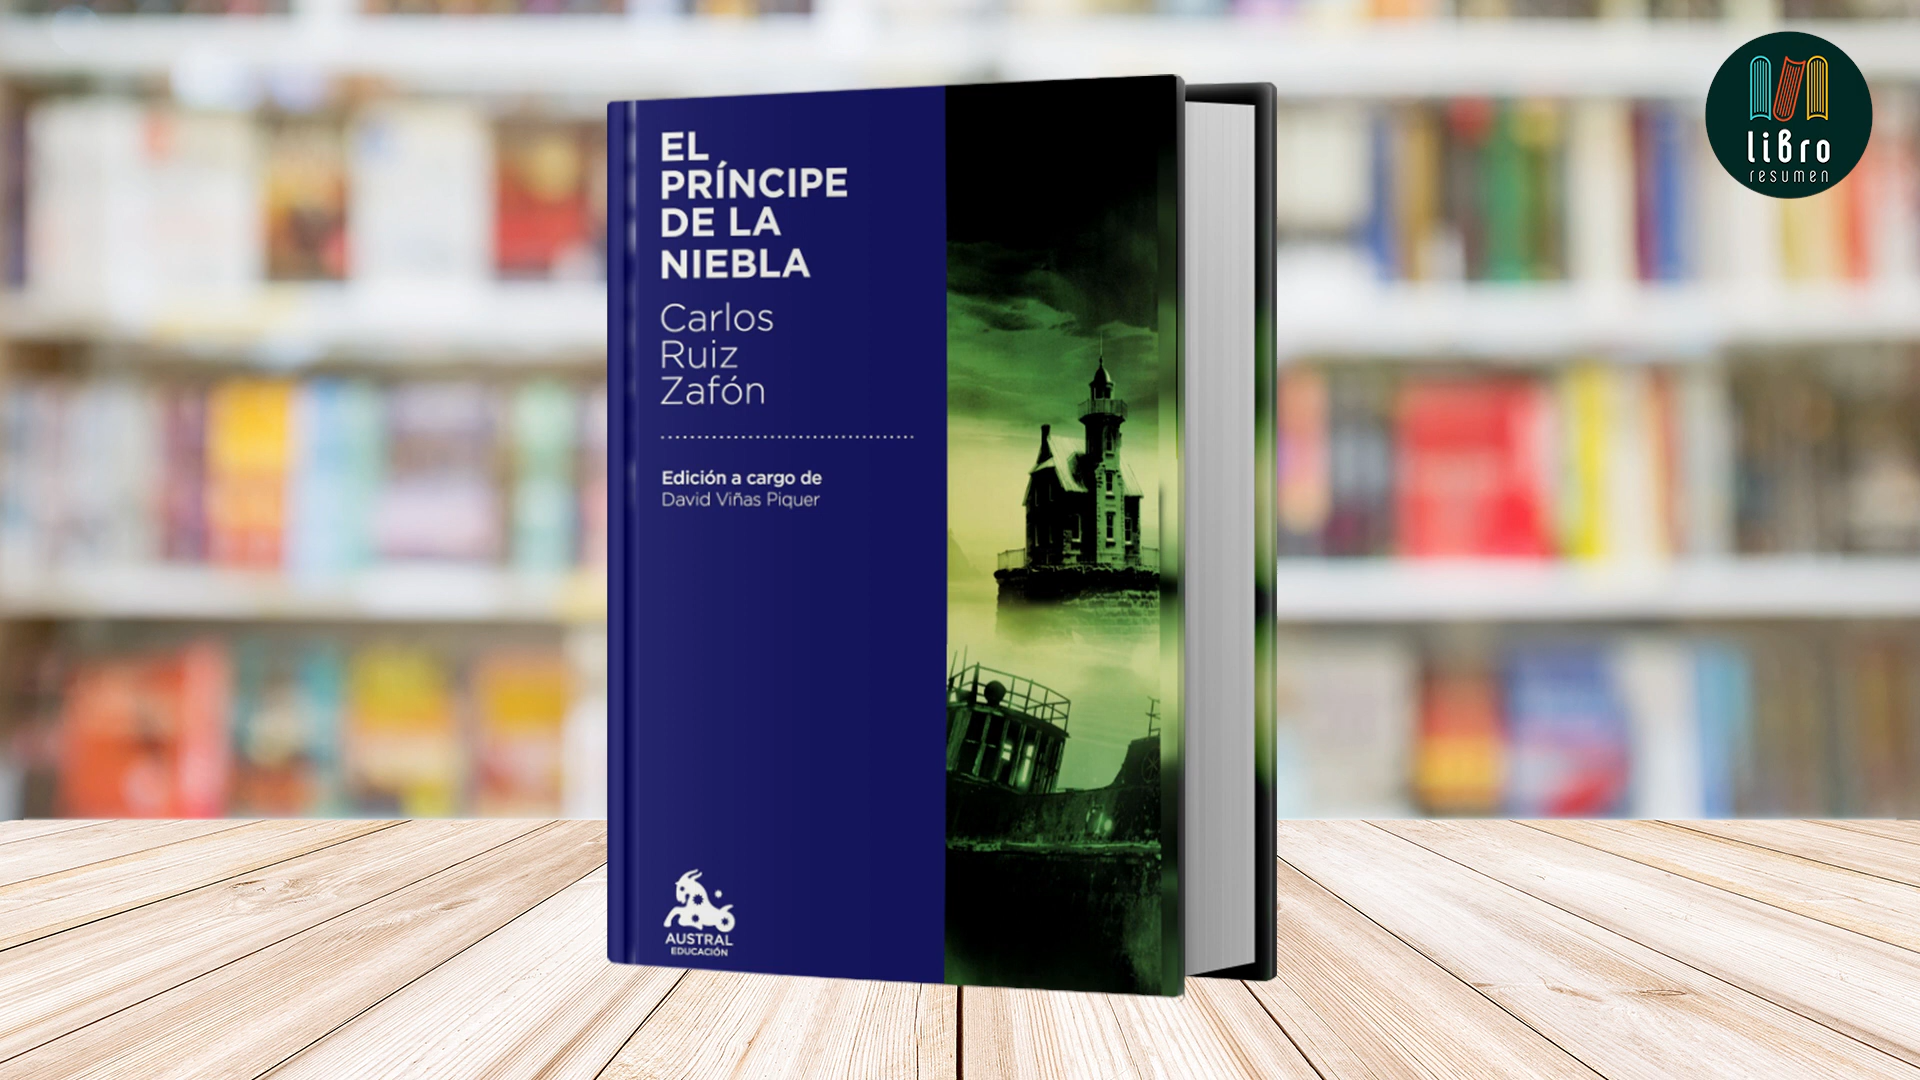 EL
PRÍNCIPE
DE LA
NIEBLA
Carlos
Ruiz
Zafón
Edición a cargo de
David Viñas Piquer
AUSTRAL
EDUCACIÓN
liBro
resumen